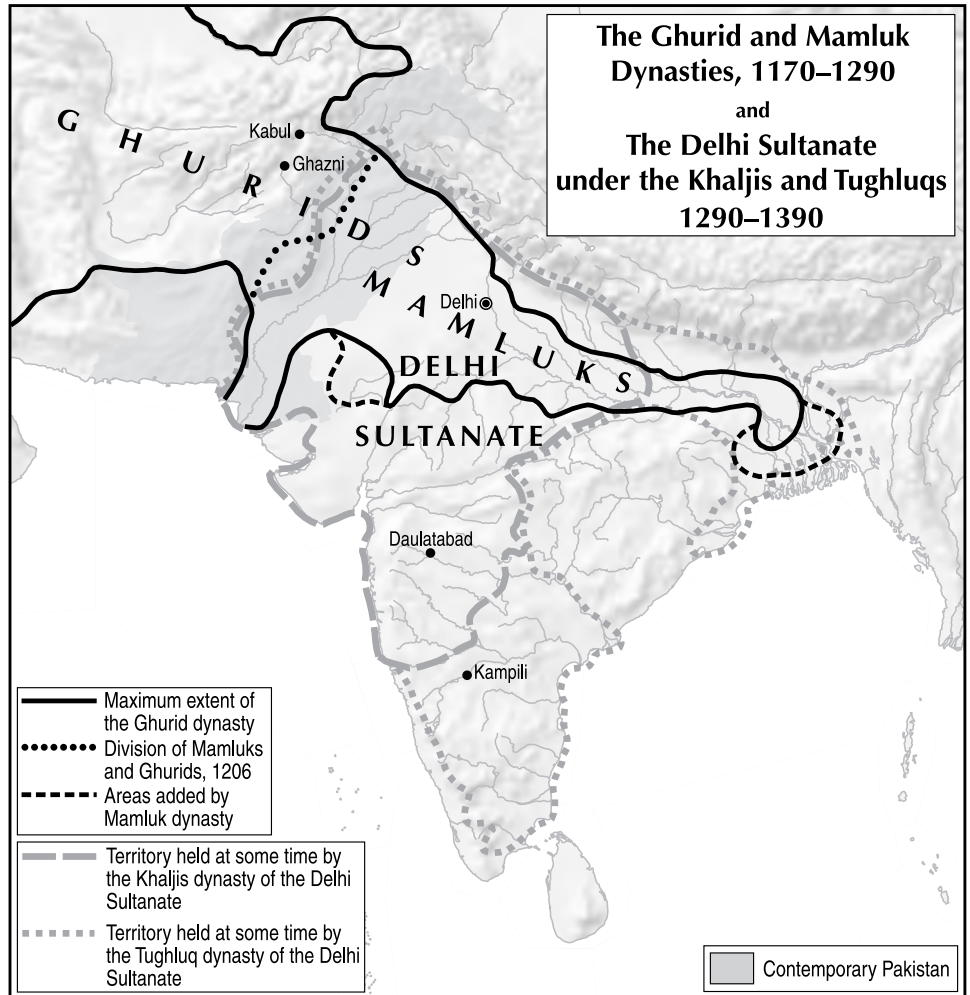 The Ghurid and Mamluk
Dynasties, 1170–1290
and
The Delhi Sultanate
under the Khaljis and Tughluqs
1290–1390
GHURIDS
Kabul
Ghazni
MAMLUKS
Delhi
DELHI
SULTANATE
Daulatabad
Kampili
Maximum extent of
the Ghurid dynasty
Division of Mamluks
and Ghurids, 1206
Areas added by
Mamluk dynasty
Territory held at some time by
the Khaljis dynasty of the Delhi
Sultanate
Territory held at some time by
the Tughluq dynasty of the Delhi
Sultanate
Contemporary Pakistan